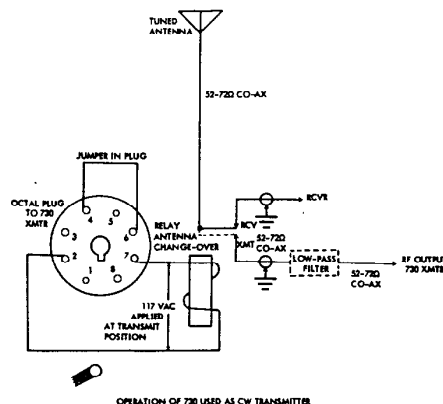 TUNED
ANTENNA
52-72Ω CO-AX
JUMPER IN PLUG
OCTAL PLUG
TO 730
XMTR
4
5
3
6
2
7
1
8
RELAY
ANTENNA
CHANGE-OVER
RCV
RCVR
XMT
52-72Ω
CO-AX
LOW-PASS
FILTER
52-72Ω
CO-AX
RF OUTPUT
730 XMTR
117 VAC
APPLIED
AT TRANSMIT
POSITION
OPERATION OF 730 USED AS CW TRANSMITTER